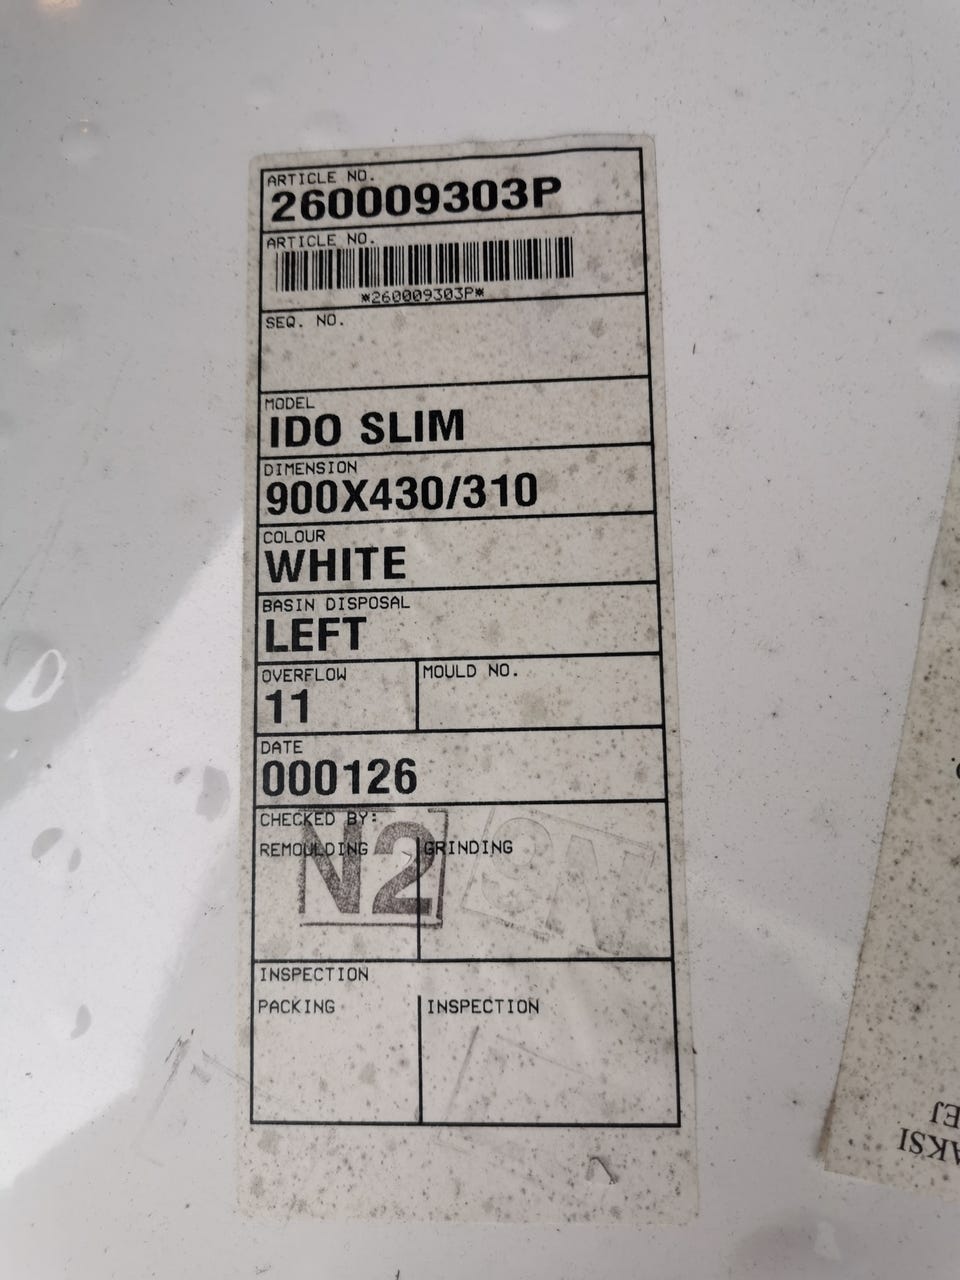 ARTICLE NO.
260009303P
ARTICLE NO.
*260009303P*
SEQ. NO.
MODEL
IDO SLIM
DIMENSION
900X430/310
COLOUR
WHITE
BASIN DISPOSAL
LEFT
OVERFLOW
11
MOULD NO.
DATE
000126
CHECKED BY:
REMOULDING
GRINDING
N2
INSPECTION
PACKING
INSPECTION